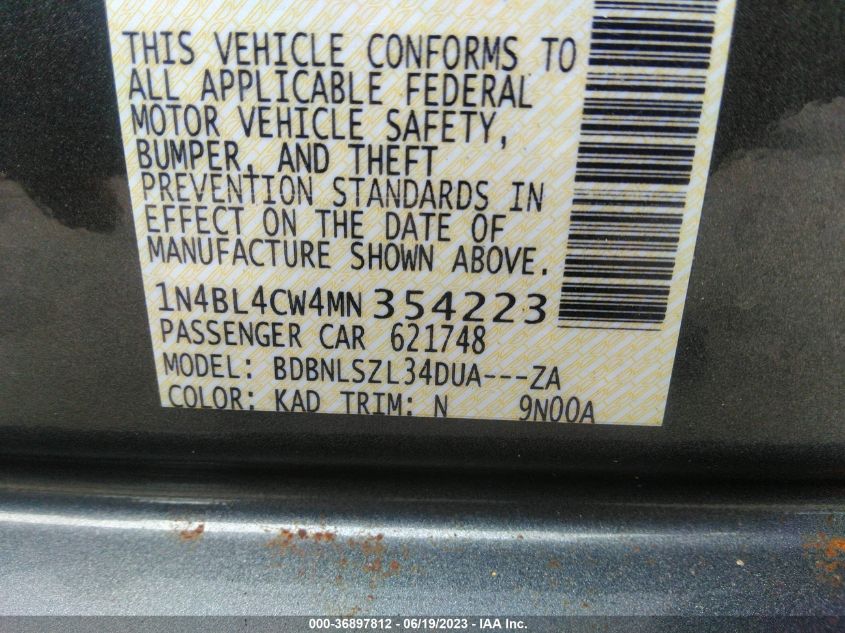 THIS VEHICLE CONFORMS TO
ALL APPLICABLE FEDERAL
MOTOR VEHICLE SAFETY,
BUMPER, AND THEFT
PREVENTION STANDARDS IN
EFFECT ON THE DATE OF
MANUFACTURE SHOWN ABOVE.
1N4BL4CW4MN354223
PASSENGER CAR 621748
MODEL: BDBNLSZL34DUA---ZA
COLOR: KAD TRIM: N 9N00A
000-36897812 - 06/19/2023 - IAA Inc.